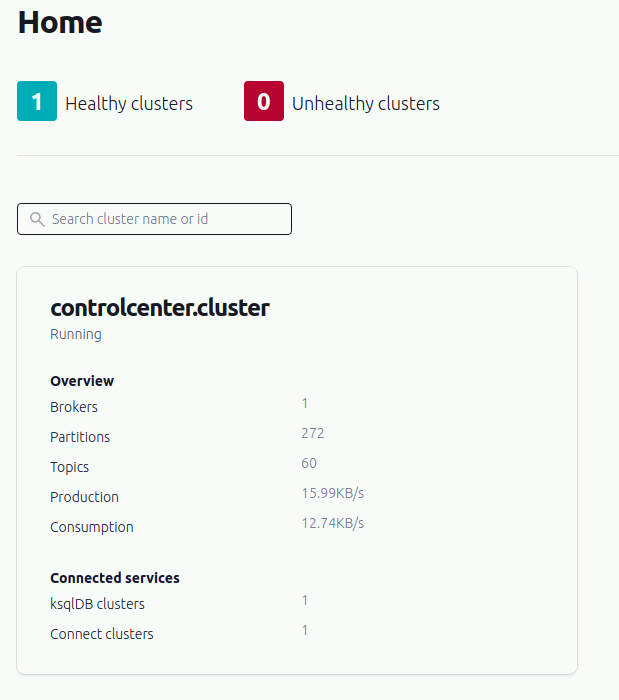 Home
1 Healthy clusters 0 Unhealthy clusters
Search cluster name or id
controlcenter.cluster
Running
Overview
Brokers 1
Partitions 272
Topics 60
Production 15.99KB/s
Consumption 12.74KB/s
Connected services
ksqlDB clusters 1
Connect clusters 1